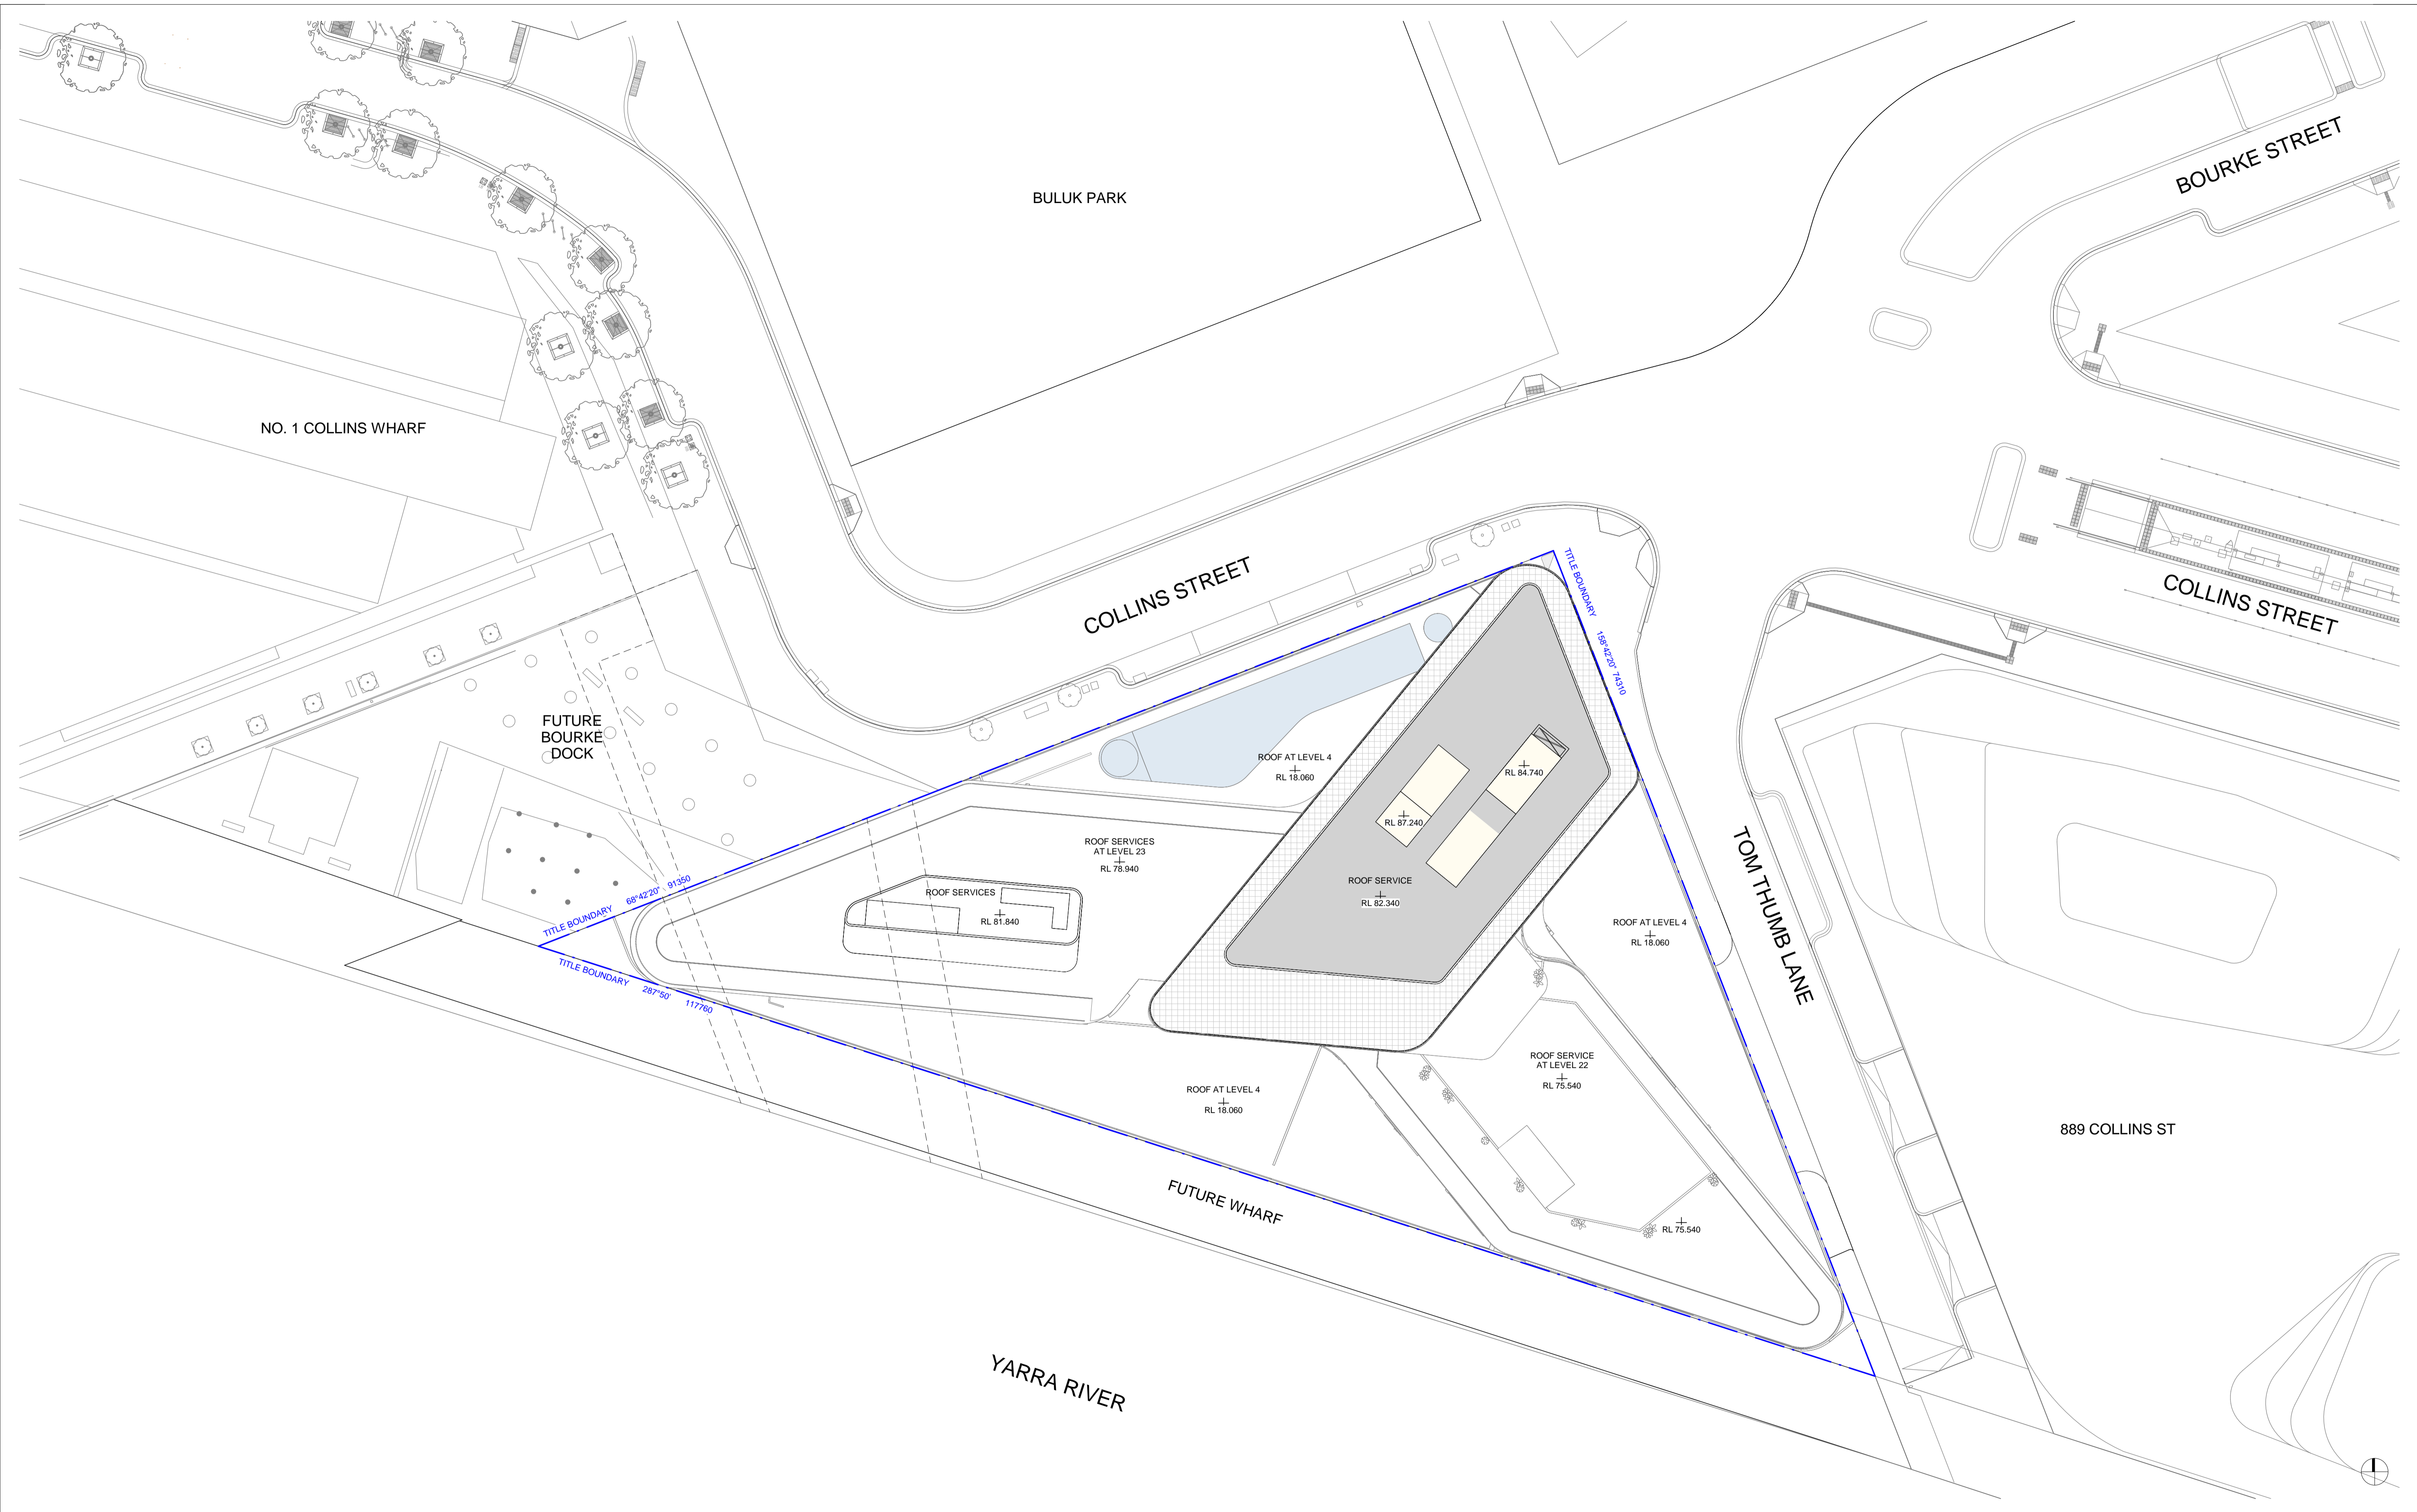 BOURKE STREET
BULUK PARK
NO. 1 COLLINS WHARF
COLLINS STREET
COLLINS STREET
TITLE BOUNDARY 158°42'20" 74310
FUTURE
BOURKE
DOCK
ROOF AT LEVEL 4
RL 18.060
RL 84.740
RL 87.240
ROOF SERVICES
AT LEVEL 23
RL 78.940
ROOF SERVICE
RL 82.340
TITLE BOUNDARY 68°42'20" 91350
ROOF SERVICES
RL 81.840
TOM THUMB LANE
ROOF AT LEVEL 4
RL 18.060
TITLE BOUNDARY 287°50' 117760
ROOF SERVICE
AT LEVEL 22
RL 75.540
ROOF AT LEVEL 4
RL 18.060
889 COLLINS ST
FUTURE WHARF
RL 75.540
YARRA RIVER